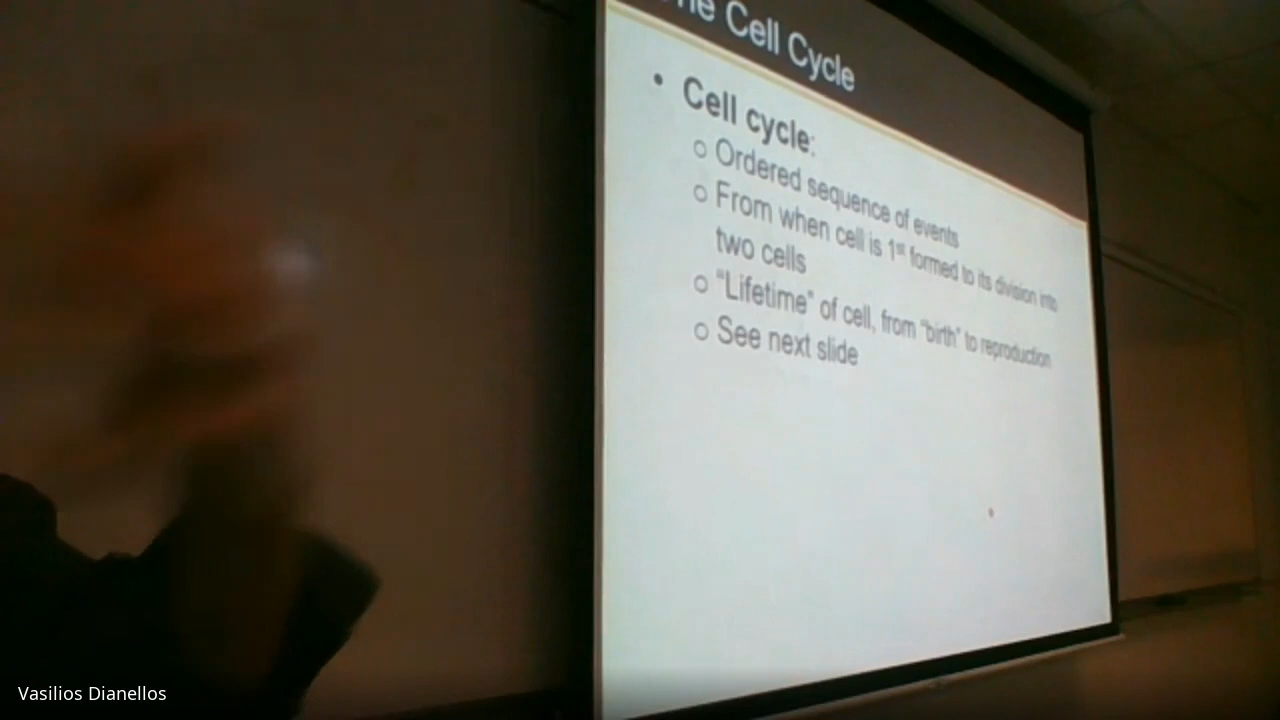 The Cell Cycle
• Cell cycle:
○ Ordered sequence of events
○ From when cell is 1st formed to its division into
two cells
○ "Lifetime" of cell, from "birth" to reproduction
○ See next slide
Vasilios Dianellos